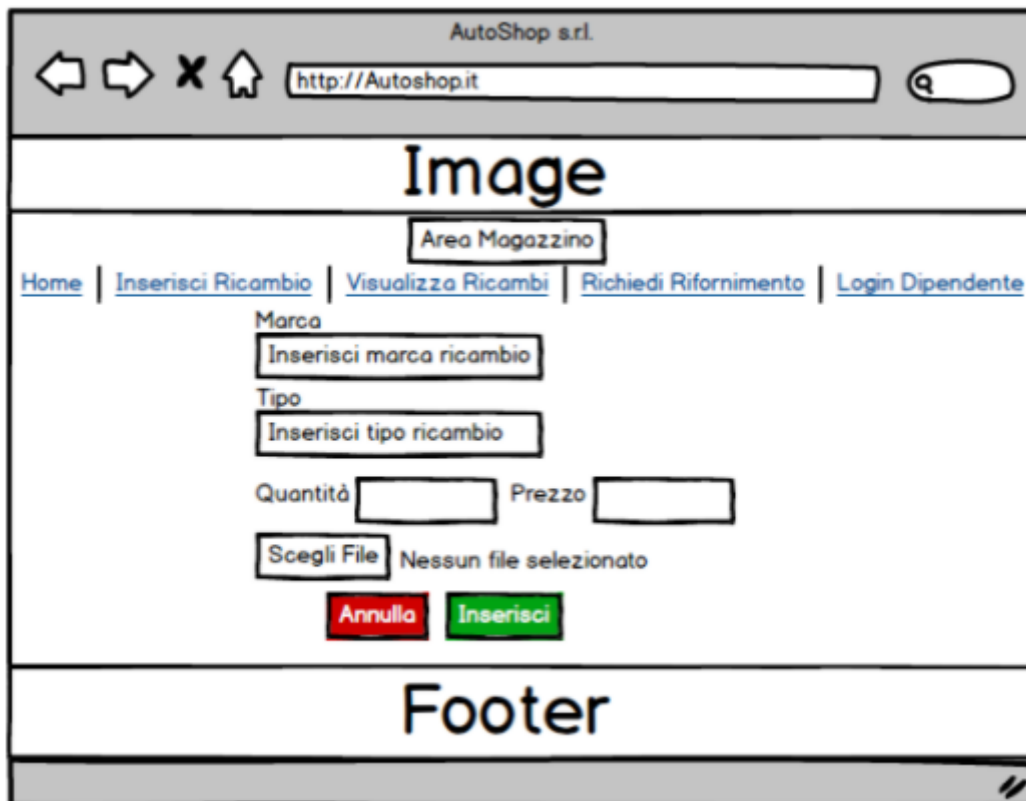 AutoShop s.r.l.
http://Autoshop.it
Image
Area Magazzino
Home | Inserisci Ricambio | Visualizza Ricambi | Richiedi Rifornimento | Login Dipendente
Marca
Inserisci marca ricambio
Tipo
Inserisci tipo ricambio
Quantità Prezzo
Scegli File Nessun file selezionato
Annulla Inserisci
Footer